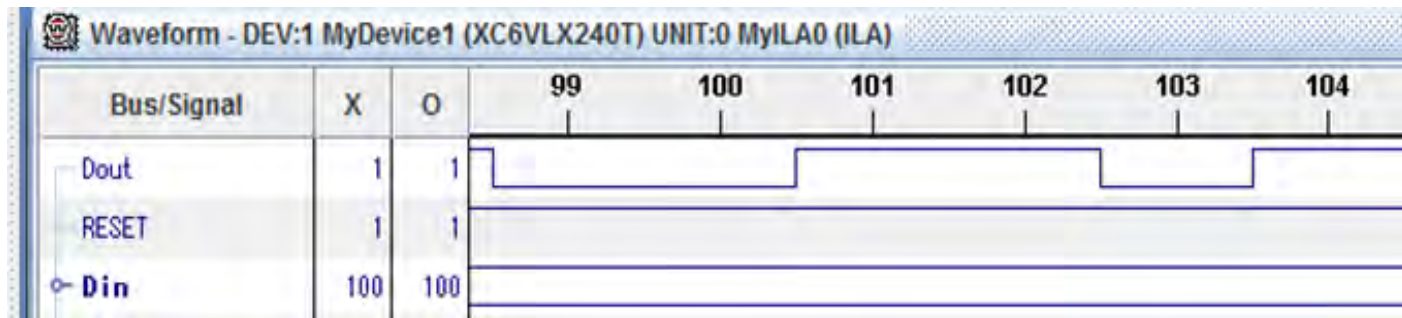 Waveform - DEV:1 MyDevice1 (XC6VLX240T) UNIT:0 MyILA0 (ILA)
Bus/Signal X O 99 100 101 102 103 104
Dout 1 1
RESET 1 1
Din 100 100